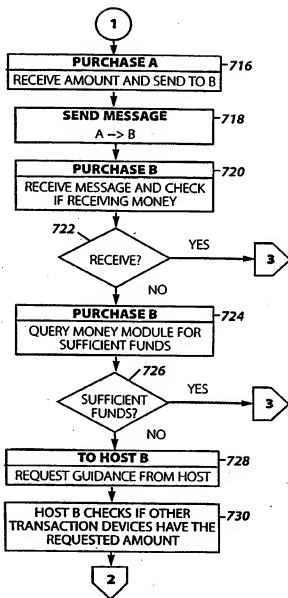 1
PURCHASE A
716
RECEIVE AMOUNT AND SEND TO B
SEND MESSAGE
718
A –> B
PURCHASE B
720
RECEIVE MESSAGE AND CHECK
IF RECEIVING MONEY
722
RECEIVE?
YES
3
NO
PURCHASE B
724
QUERY MONEY MODULE FOR
SUFFICIENT FUNDS
726
SUFFICIENT
FUNDS?
YES
3
NO
TO HOST B
728
REQUEST GUIDANCE FROM HOST
HOST B CHECKS IF OTHER
TRANSACTION DEVICES HAVE THE
REQUESTED AMOUNT
730
2